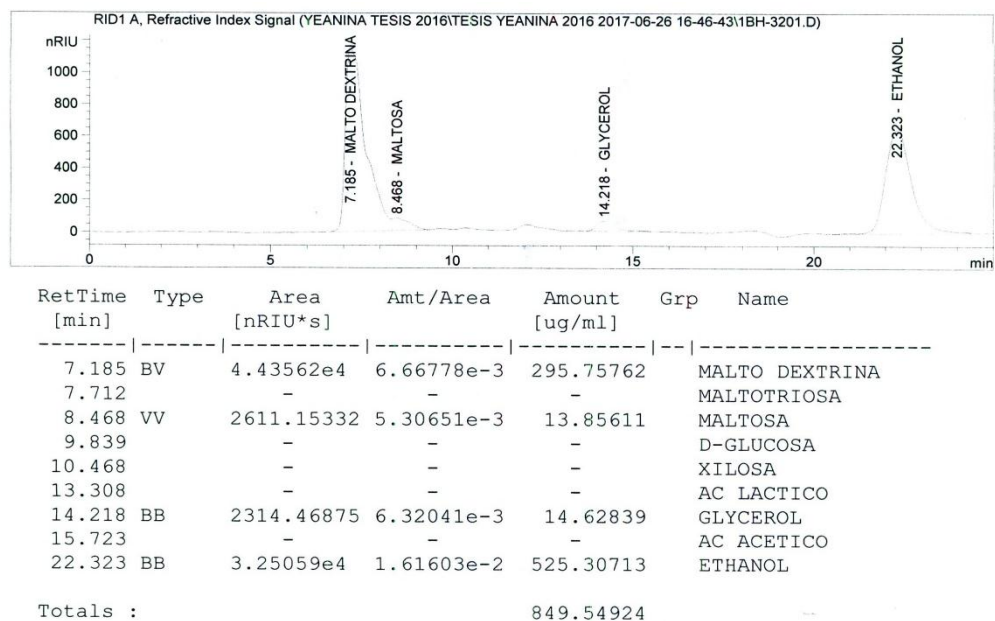 RID1 A, Refractive Index Signal (YEANINA TESIS 2016\TESIS YEANINA 2016 2017-06-26 16-46-43\1BH-3201.D)
nRIU
1000
800
600
400
200
0
7.185 - MALTO DEXTRINA
8.468 - MALTOSA
14.218 - GLYCEROL
22.323 - ETHANOL
0 5 10 15 20 min
RetTime Type Area Amt/Area Amount Grp Name
[min] [nRIU*s] [ug/ml]
-------|------|----------|----------|----------|--|------------------
7.185 BV 4.43562e4 6.66778e-3 295.75762 MALTO DEXTRINA
7.712 - - - MALTOTRIOSA
8.468 VV 2611.15332 5.30651e-3 13.85611 MALTOSA
9.839 - - - D-GLUCOSA
10.468 - - - XILOSA
13.308 - - - AC LACTICO
14.218 BB 2314.46875 6.32041e-3 14.62839 GLYCEROL
15.723 - - - AC ACETICO
22.323 BB 3.25059e4 1.61603e-2 525.30713 ETHANOL
Totals : 849.54924